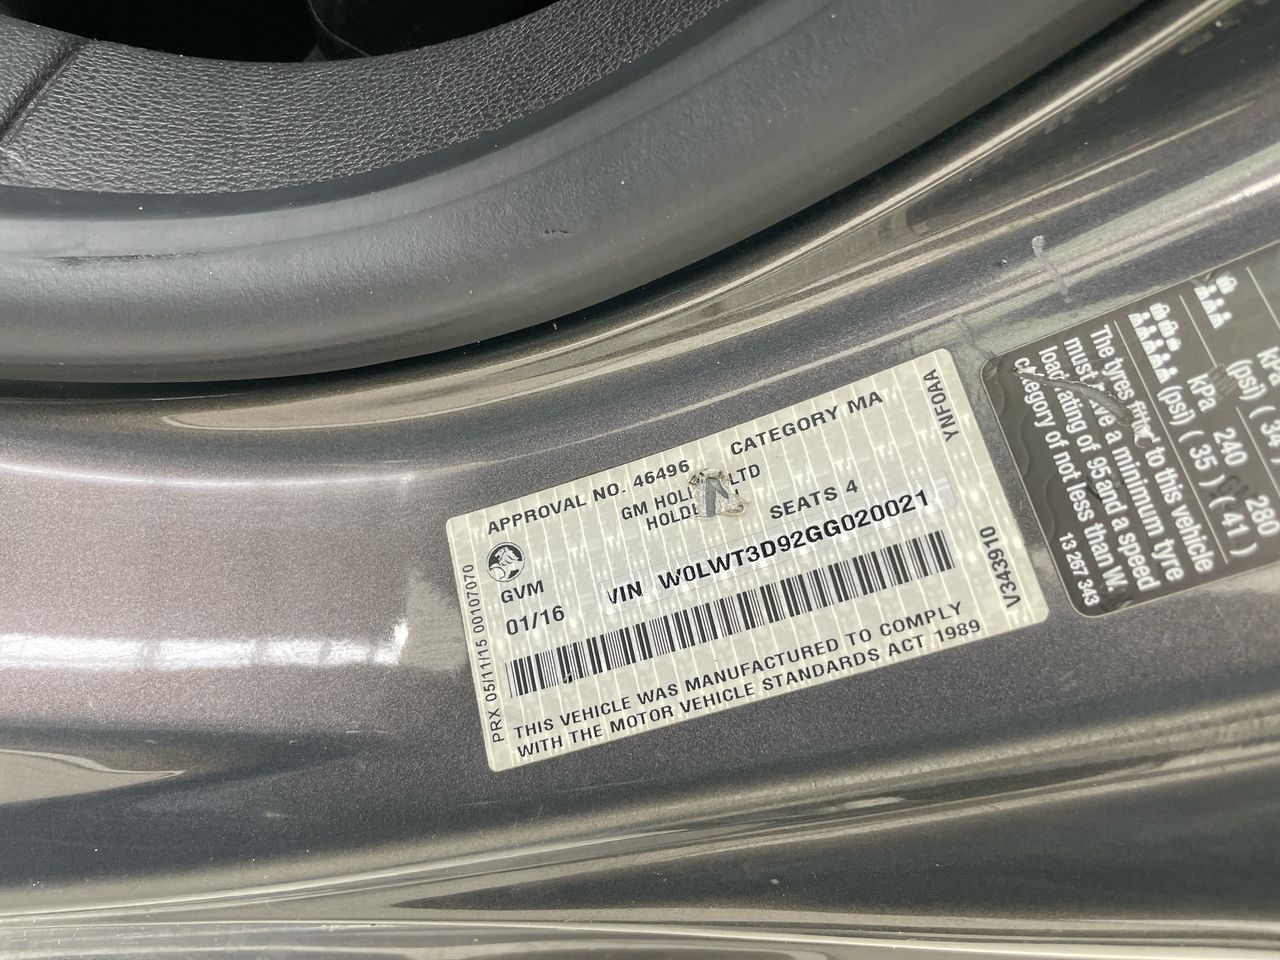 APPROVAL NO. 46496 CATEGORY MA
GM HOL LTD
HOLDE SEATS 4
GVM
01/16
VIN W0LWT3D92GG020021
THIS VEHICLE WAS MANUFACTURED TO COMPLY
WITH THE MOTOR VEHICLE STANDARDS ACT 1989
PRX 05/11/15 00107070
YNF0AA
V343910
kPa 240 280
(psi) ( 35 ) ( 41 )
kPa
(psi) ( 34
The tyres fitted to this vehicle
must have a minimum tyre
load rating of 95 and a speed
category of not less than W.
13 267 343